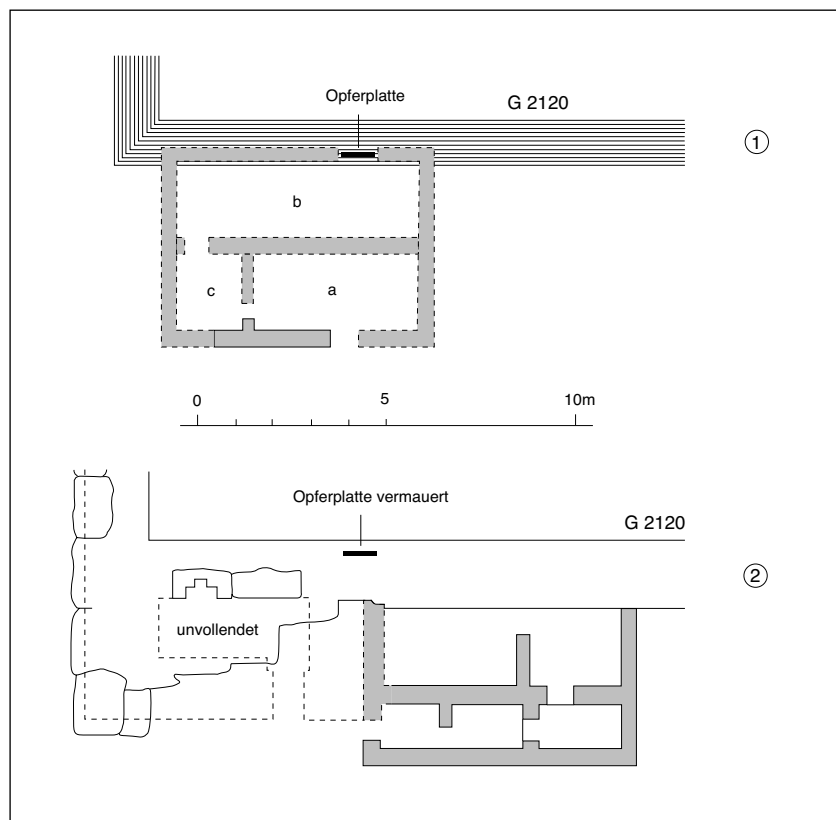 Opferplatte
G 2120
1
b
c
a
0
5
10m
Opferplatte vermauert
G 2120
2
unvollendet